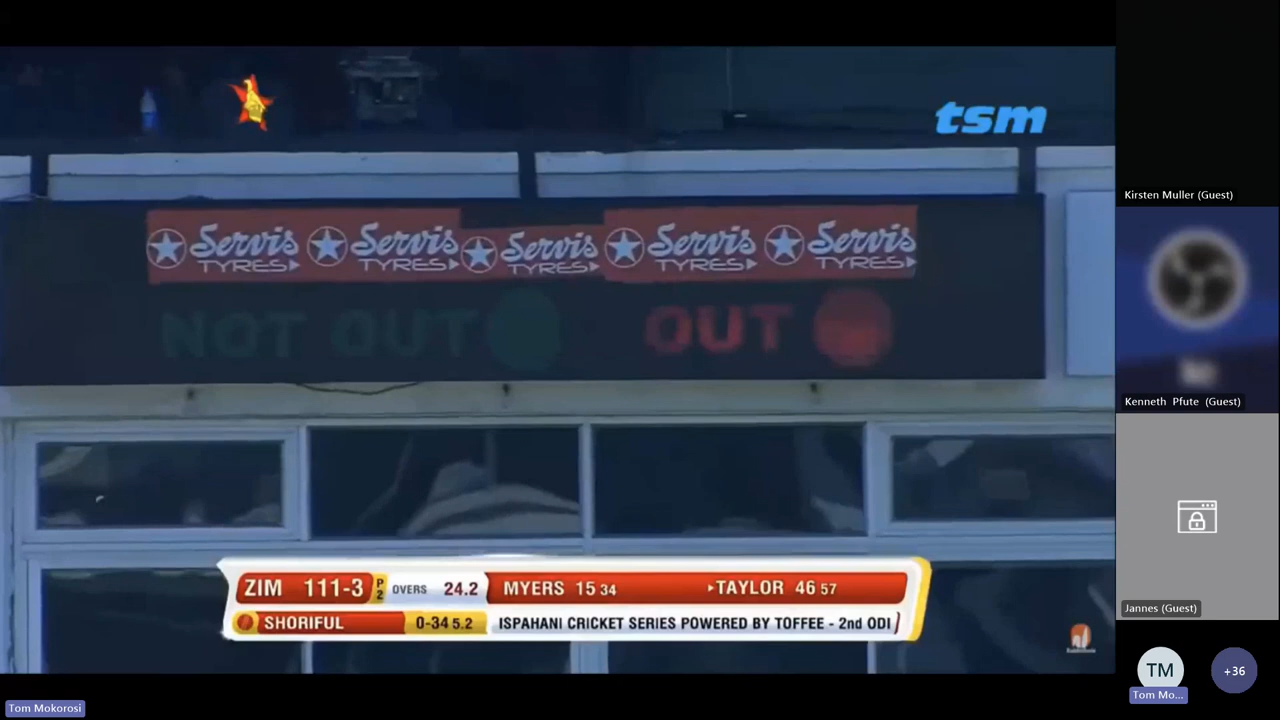 tsm
Servis Servis Servis Servis Servis
TYRES TYRES TYRES TYRES TYRES
NOT OUT OUT
ZIM 111-3 P2 OVERS 24.2 MYERS 15 34 TAYLOR 46 57
SHORIFUL 0-34 5.2 ISPAHANI CRICKET SERIES POWERED BY TOFFEE - 2nd ODI
Kirsten Muller (Guest)
Kenneth Pfute (Guest)
Jannes (Guest)
TM
Tom Mo...
+36
Tom Mokorosi